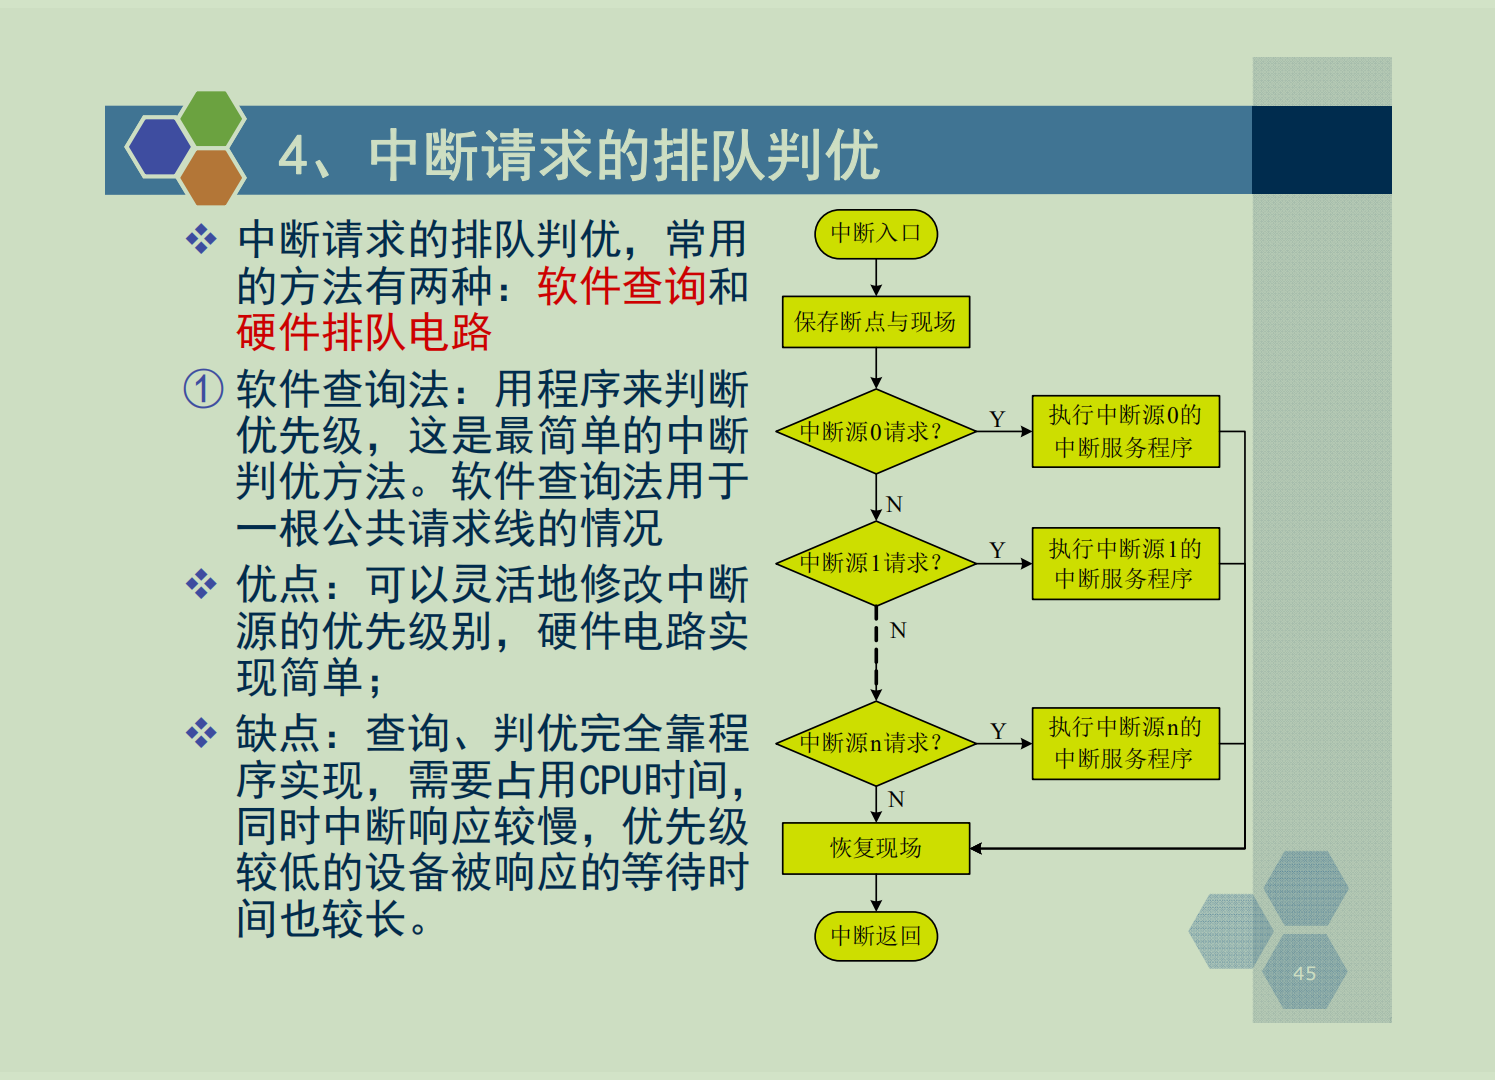 4、中断请求的排队判优
中断请求的排队判优，常用
的方法有两种：软件查询和
硬件排队电路
① 软件查询法：用程序来判断
优先级，这是最简单的中断
判优方法。软件查询法用于
一根公共请求线的情况
优点：可以灵活地修改中断
源的优先级别，硬件电路实
现简单；
缺点：查询、判优完全靠程
序实现，需要占用CPU时间，
同时中断响应较慢，优先级
较低的设备被响应的等待时
间也较长。
中断入口
保存断点与现场
中断源0请求？
Y
执行中断源0的
中断服务程序
N
中断源1请求？
Y
执行中断源1的
中断服务程序
N
中断源n请求？
Y
执行中断源n的
中断服务程序
N
恢复现场
中断返回
45